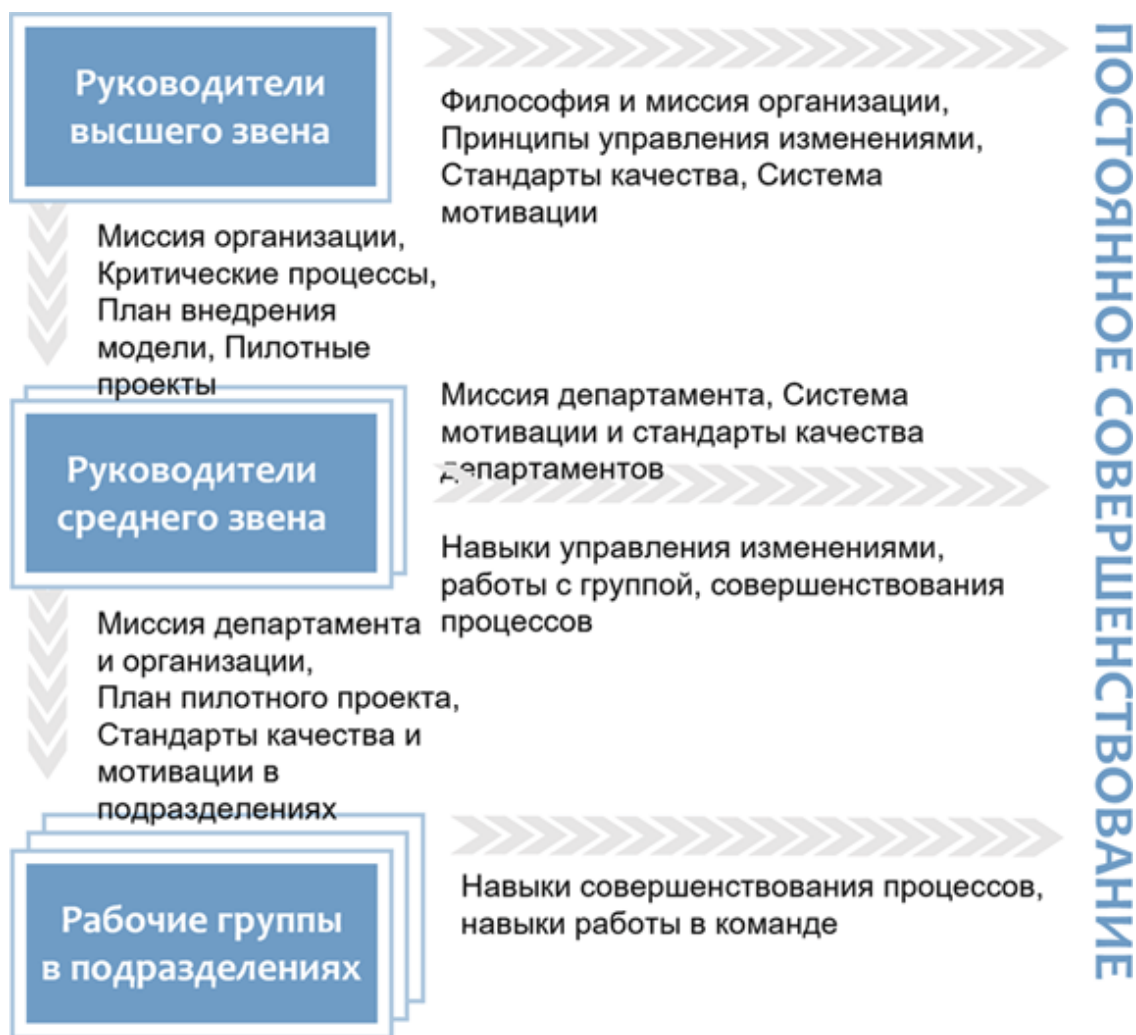 Руководители
высшего звена
Философия и миссия организации,
Принципы управления изменениями,
Стандарты качества, Система
мотивации
Миссия организации,
Критические процессы,
План внедрения
модели, Пилотные
проекты
Руководители
среднего звена
Миссия департамента, Система
мотивации и стандарты качества
департаментов
Навыки управления изменениями,
работы с группой, совершенствования
процессов
Миссия департамента
и организации,
План пилотного проекта,
Стандарты качества и
мотивации в
подразделениях
Рабочие группы
в подразделениях
Навыки совершенствования процессов,
навыки работы в команде
ПОСТОЯННОЕ СОВЕРШЕНСТВОВАНИЕ